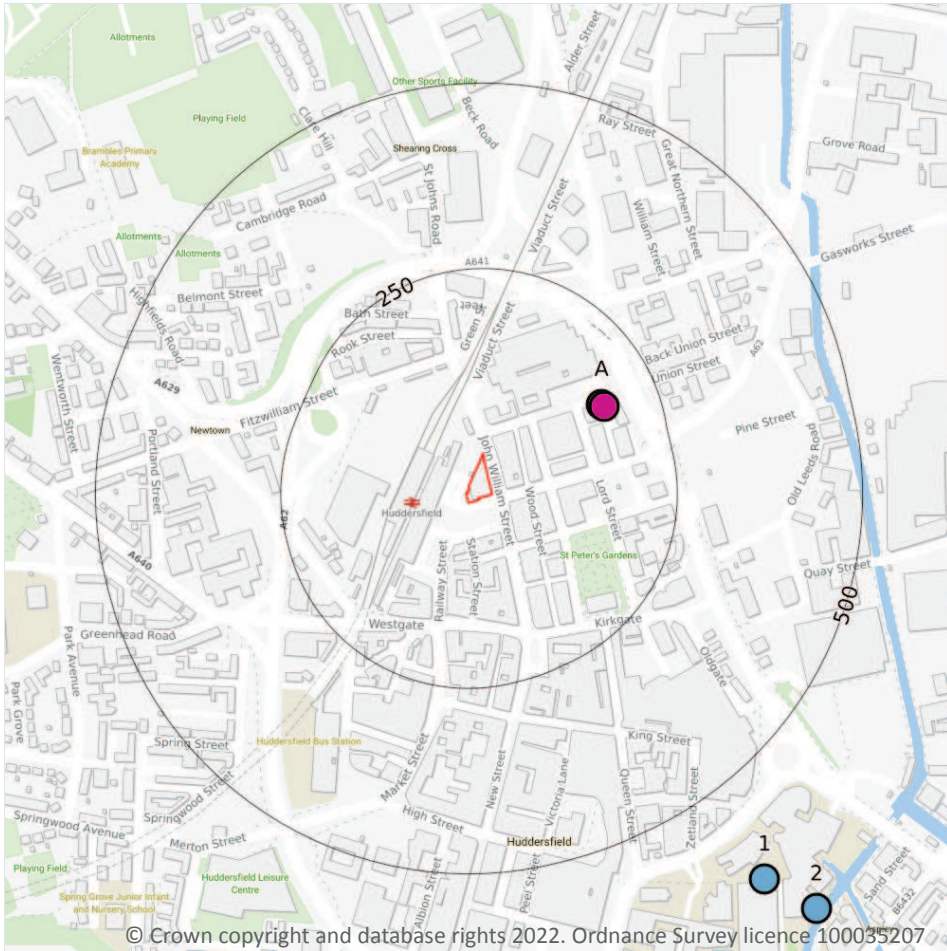 Allotments
Alder Street
Other Sports Facility
Playing Field
Beck Road
Clare Hill
Ray Street
Brambles Primary
Academy
Shearing Cross
Grove Road
St Johns Road
Great Northern Street
Cambridge Road
Viaduct Street
William Street
Allotments
Allotments
Gasworks Street
A641
250
Belmont Street
Highfields Road
Bath Street
Green St
Rook Street
Viaduct Street
Back Union Street
Union Street
A62
Wentworth Street
A629
A
Fitzwilliam Street
Newtown
Pine Street
Portland Street
John William Street
Old Leeds Ro
Wood Street
Lord Street
Huddersfield
A62
St Peter's Gardens
A640
Railway Street
Station Street
Quay Street
500
Westgate
Kirkgate
Greenhead Road
Park Avenue
Oldgate
Park Grove
Spring Street
Huddersfield Bus Station
King Street
Market Street
New Street
Victoria Lane
Queen Street
Zetland Street
Springwood Street
Springwood Avenue
High Street
Merton Street
Huddersfield
1
2
Playing Field
Huddersfield Leisure
Centre
Albion Street
Peel Street
Sand Street
B6432
Spring Grove Junior Infant
and Nursery School
© Crown copyright and database rights 2022. Ordnance Survey licence 100035207